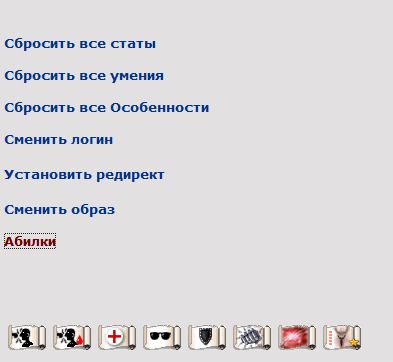 Сбросить все статы
Сбросить все умения
Сбросить все Особенности
Сменить логин
Установить редирект
Сменить образ
Абилки